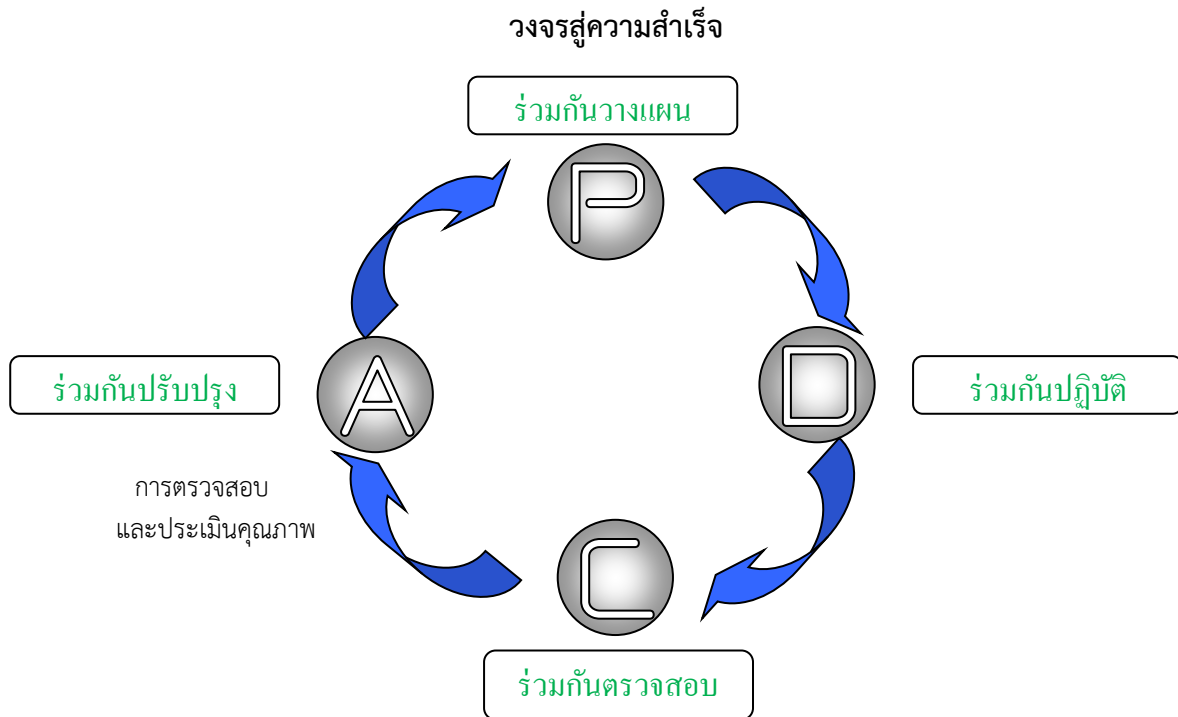 วงจรสู่ความสำเร็จ
ร่วมกันวางแผน
P
A
D
ร่วมกันปรับปรุง
ร่วมกันปฏิบัติ
การตรวจสอบ
และประเมินคุณภาพ
C
ร่วมกันตรวจสอบ